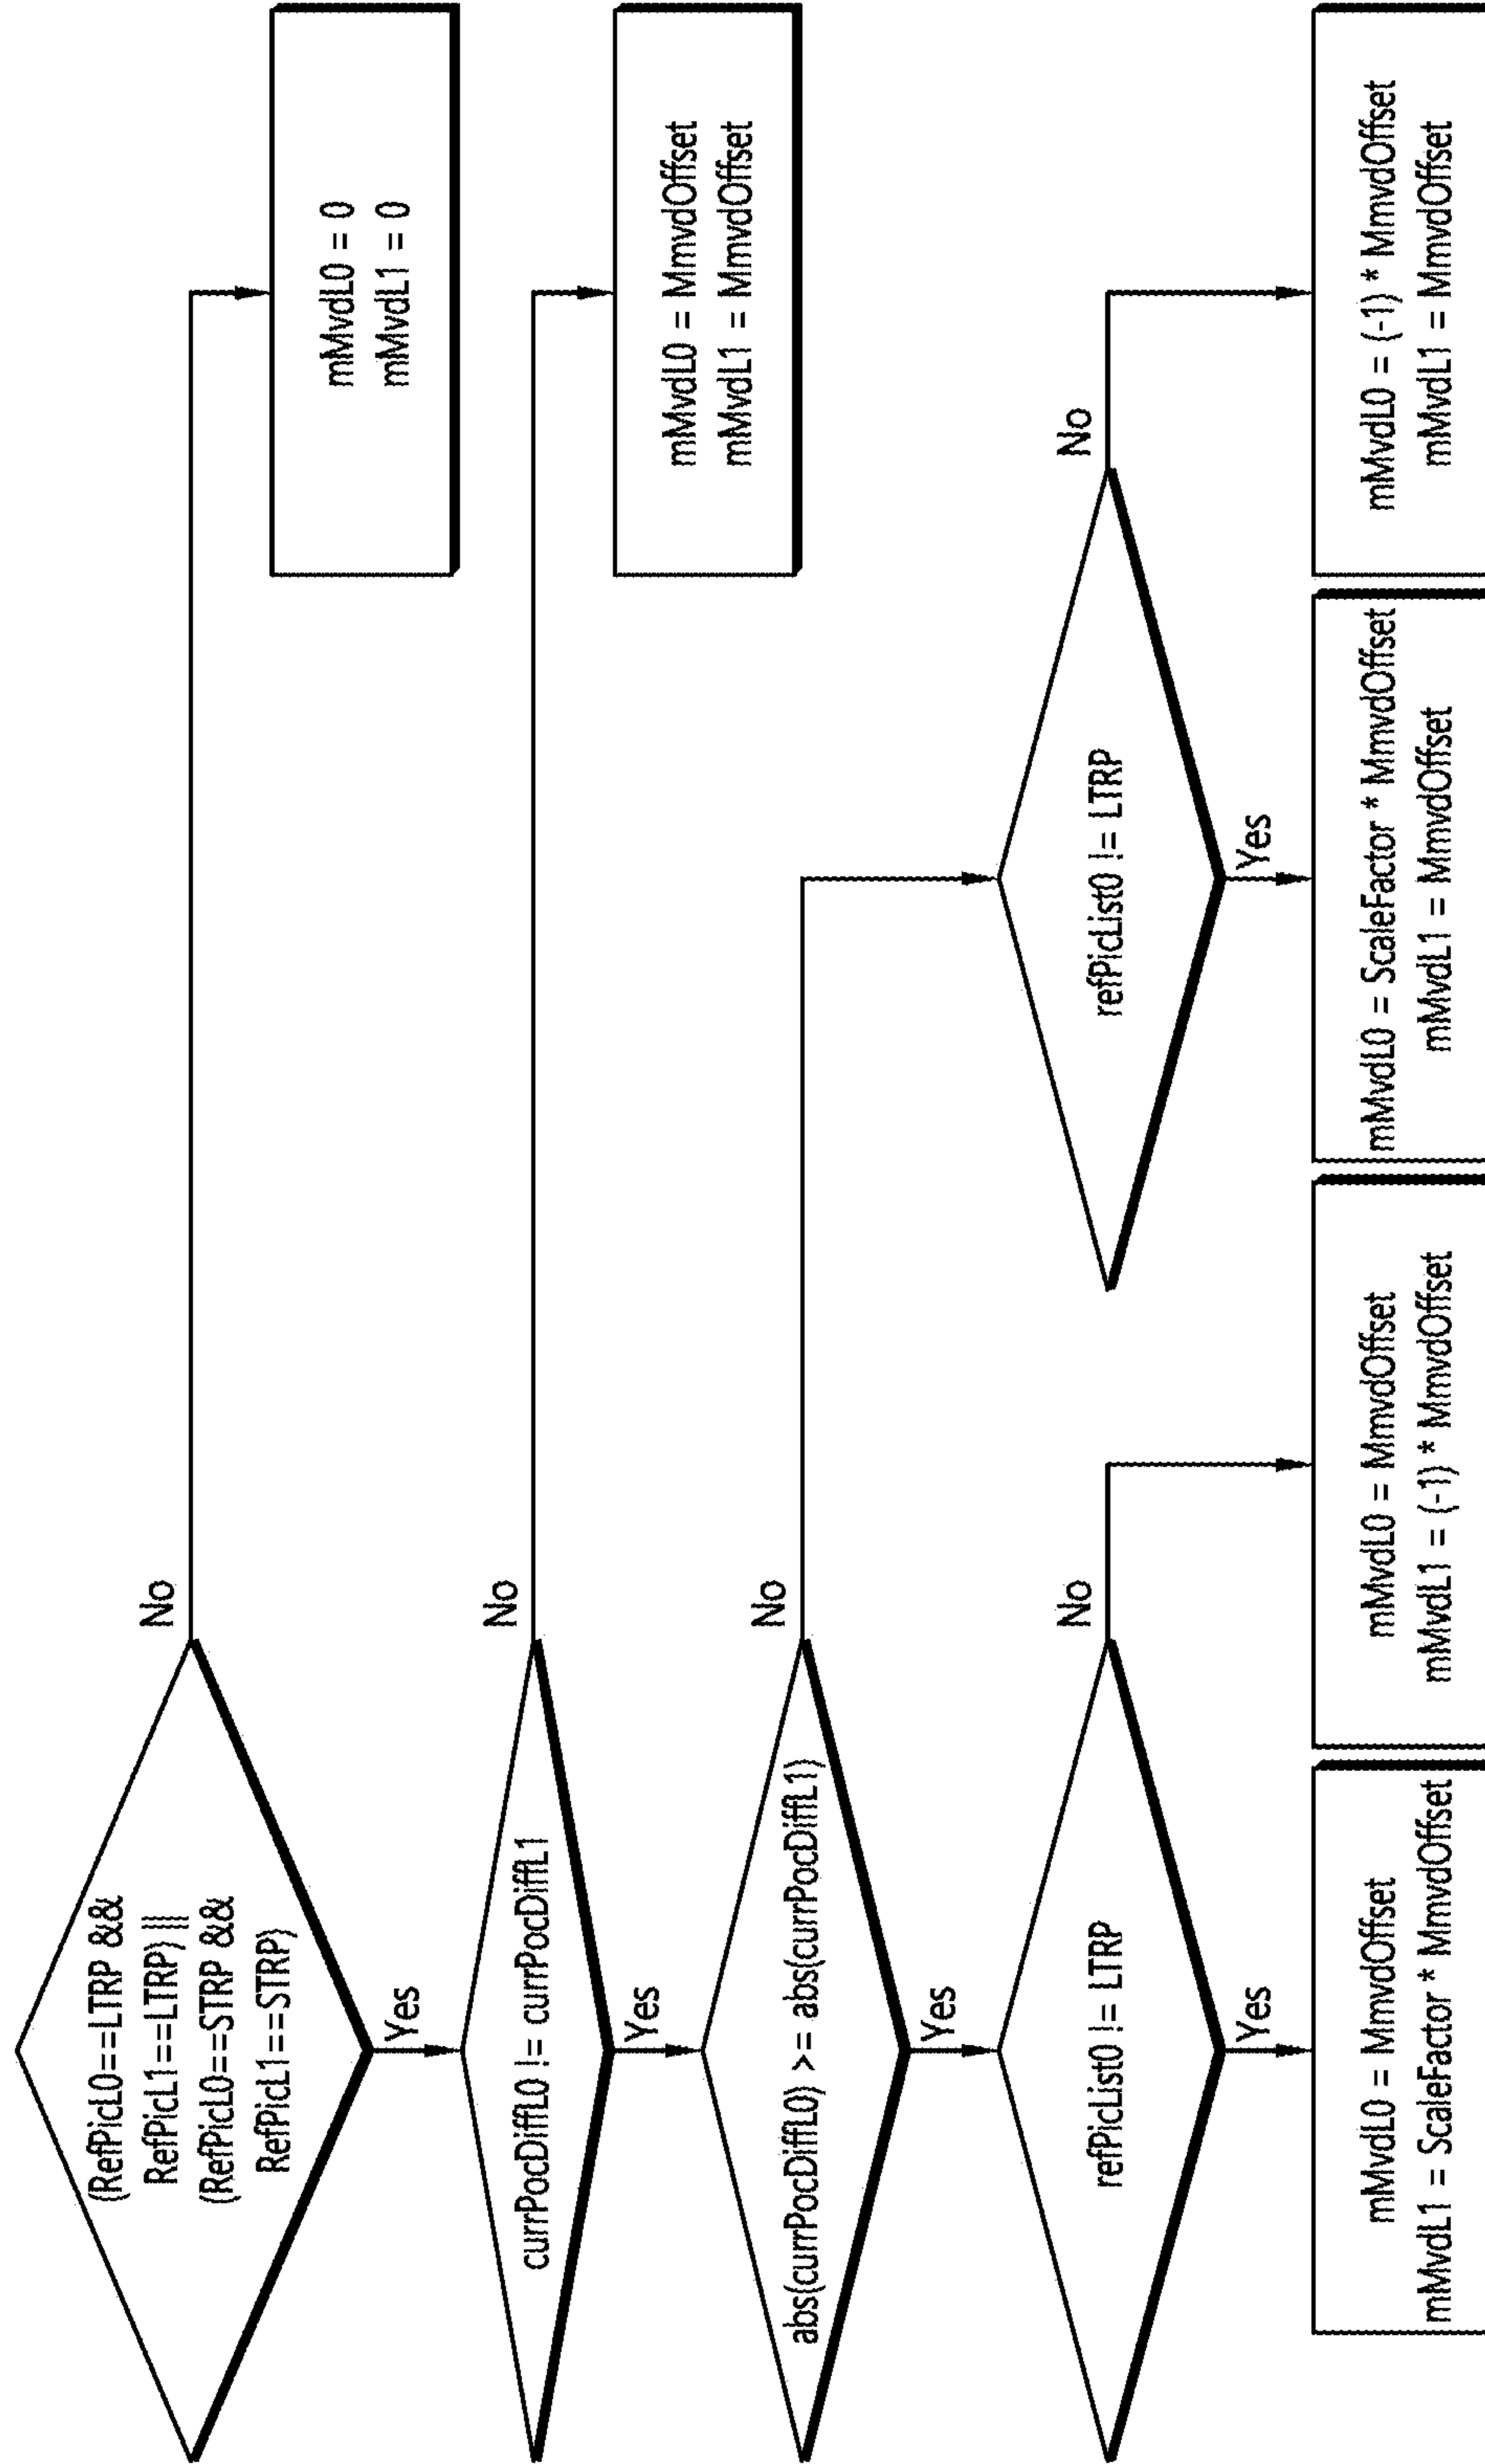 (RefPicL0==LTRP &&
RefPicL1==LTRP) |||
(RefPicL0==STRP &&
RefPicL1==STRP)
No
Yes
mMvdL0 = 0
mMvdL1 = 0
currPocDiffL0 != currPocDiffL1
No
Yes
mMvdL0 = MmvdOffset
mMvdL1 = MmvdOffset
abs(currPocDiffL0) >= abs(currPocDiffL1)
No
Yes
refPicList0 != LTRP
No
Yes
refPicList0 != LTRP
No
Yes
mMvdL0 = MmvdOffset
mMvdL1 = ScaleFactor * MmvdOffset
mMvdL0 = MmvdOffset
mMvdL1 = (-1) * MmvdOffset
mMvdL0 = ScaleFactor * MmvdOffset
mMvdL1 = MmvdOffset
mMvdL0 = (-1) * MmvdOffset
mMvdL1 = MmvdOffset